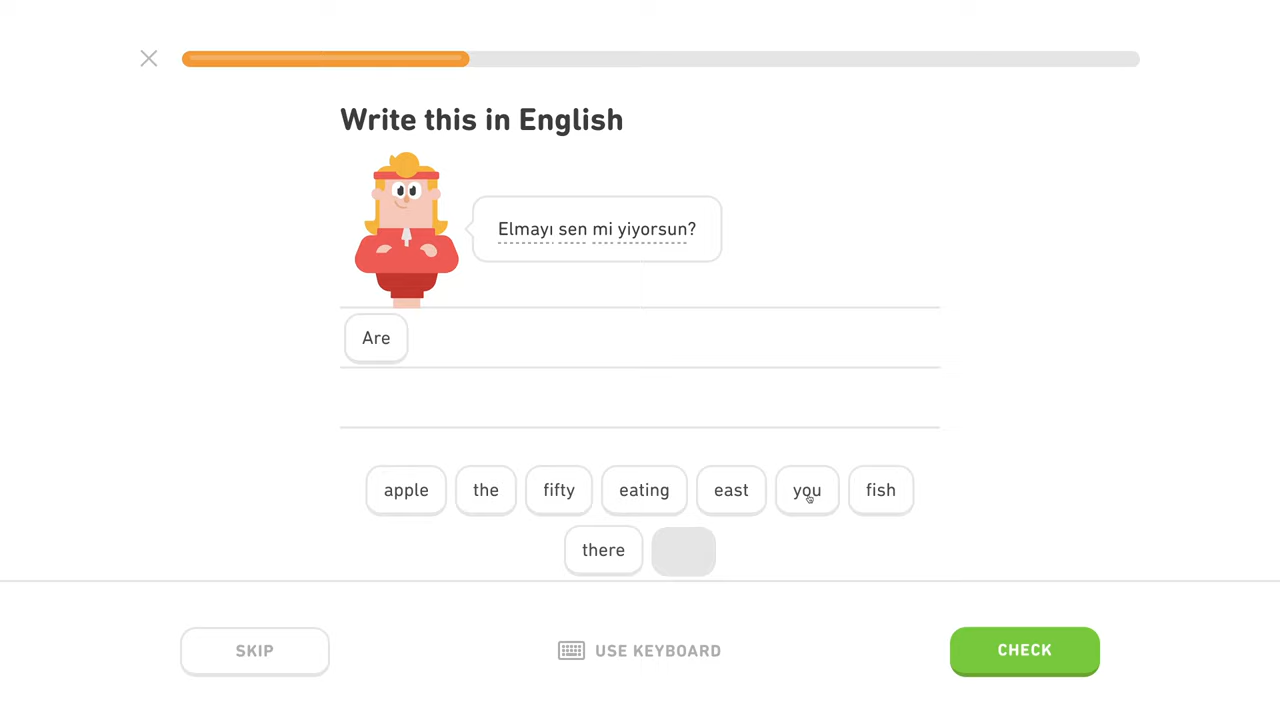 Write this in English
Elmayı sen mi yiyorsun?
Are
apple the fifty eating east you fish
there
SKIP USE KEYBOARD CHECK